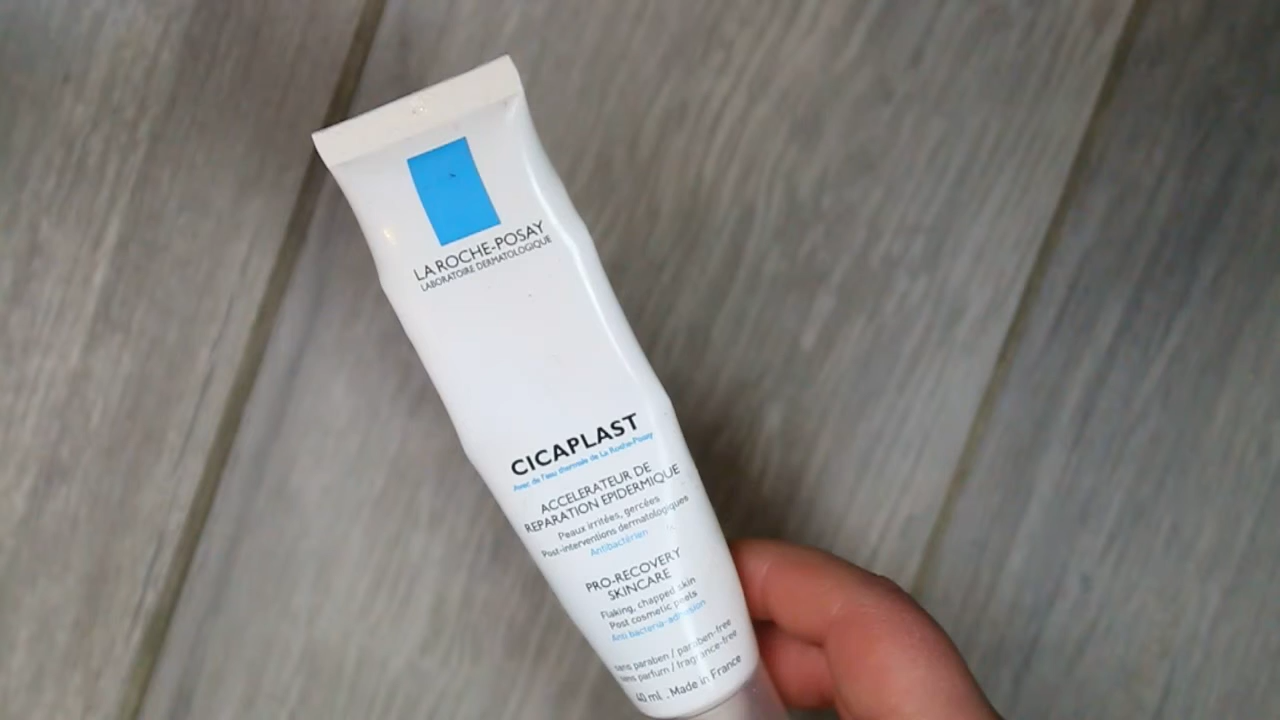 LA ROCHE-POSAY
LABORATOIRE DERMATOLOGIQUE
CICAPLAST
Avec de l'eau thermale de La Roche-Posay
ACCELERATEUR DE
REPARATION EPIDERMIQUE
Peaux irritées, gercées
Post-interventions dermatologiques
Antibactérien
PRO-RECOVERY
SKINCARE
Flaking, chapped skin
Post cosmetic peels
Anti bacteria-adhesion
sans paraben / paraben-free
sans parfum / fragrance-free
40 ml . Made in France